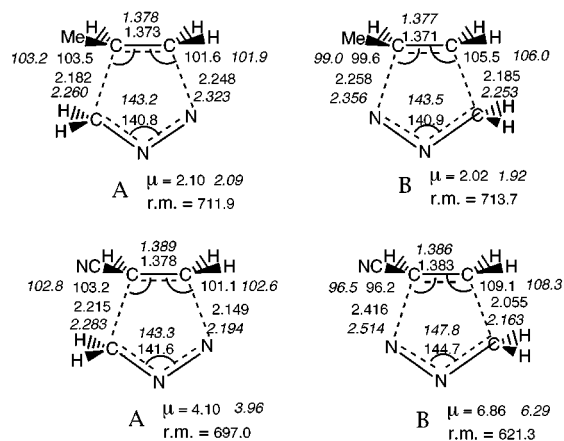 1.378 1.377
H H H H
Me C 1.373 C H Me C 1.371 C H
103.2 103.5 101.6 101.9 99.0 99.6 105.5 106.0
2.182 2.248 2.258 2.185
2.260 2.323 2.356 2.253
143.2 143.5
H C 140.8 N N 140.9 C H
H N N H
A μ = 2.10 2.09 B μ = 2.02 1.92
r.m. = 711.9 r.m. = 713.7
1.389 1.386
H H H H
NC C 1.378 C H NC C 1.383 C H
102.8 103.2 101.1 102.6 96.5 96.2 109.1 108.3
2.215 2.149 2.416 2.055
2.283 2.194 2.514 2.163
143.3 147.8
H C 141.6 N N 144.7 C H
H N N H
A μ = 4.10 3.96 B μ = 6.86 6.29
r.m. = 697.0 r.m. = 621.3